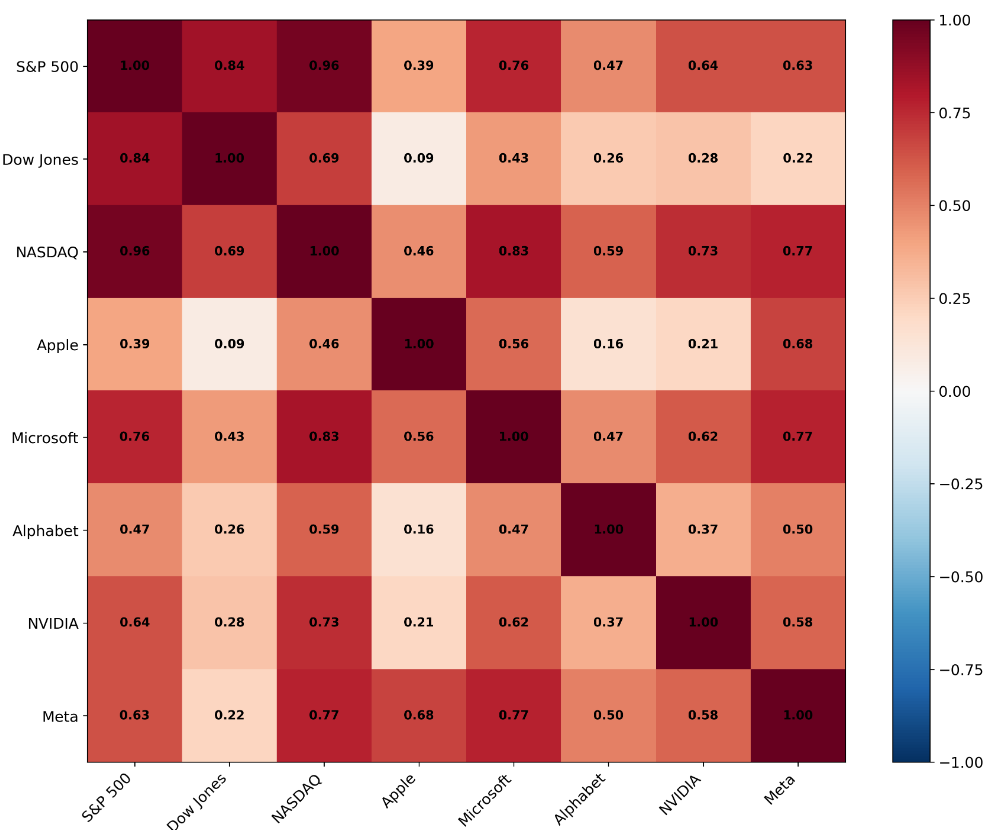 S&P 500 1.00 0.84 0.96 0.39 0.76 0.47 0.64 0.63
Dow Jones 0.84 1.00 0.69 0.09 0.43 0.26 0.28 0.22
NASDAQ 0.96 0.69 1.00 0.46 0.83 0.59 0.73 0.77
Apple 0.39 0.09 0.46 1.00 0.56 0.16 0.21 0.68
Microsoft 0.76 0.43 0.83 0.56 1.00 0.47 0.62 0.77
Alphabet 0.47 0.26 0.59 0.16 0.47 1.00 0.37 0.50
NVIDIA 0.64 0.28 0.73 0.21 0.62 0.37 1.00 0.58
Meta 0.63 0.22 0.77 0.68 0.77 0.50 0.58 1.00
S&P 500 Dow Jones NASDAQ Apple Microsoft Alphabet NVIDIA Meta
1.00
0.75
0.50
0.25
0.00
−0.25
−0.50
−0.75
−1.00